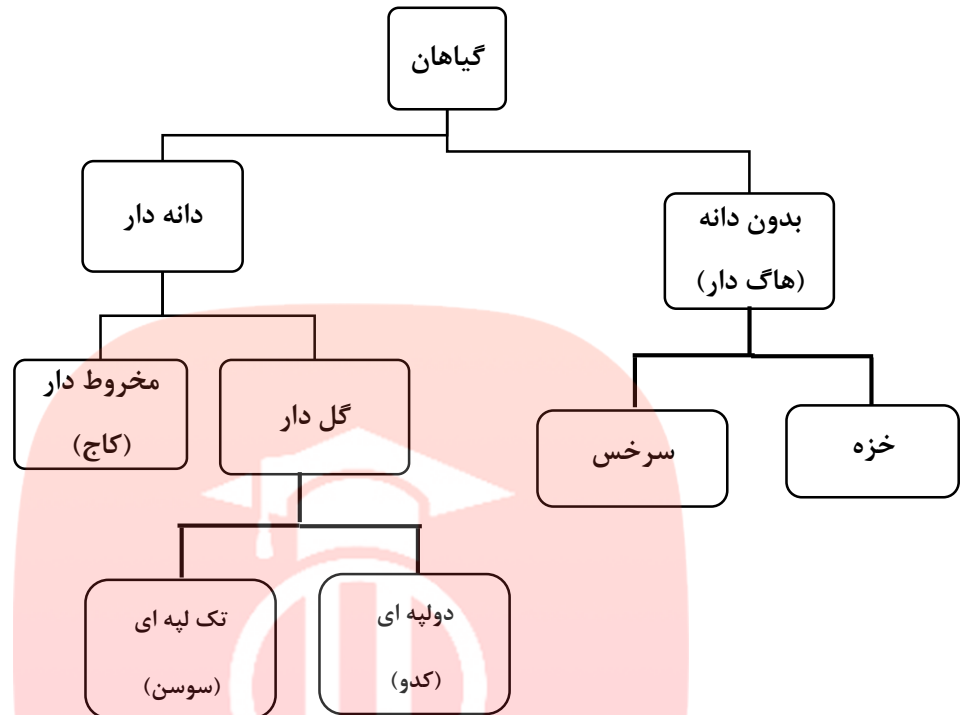 گیاهان
بدون دانه
(هاگ دار)
دانه دار
خزه
سرخس
گل دار
مخروط دار
(کاج)
دولپه ای
(کدو)
تک لپه ای
(سوسن)